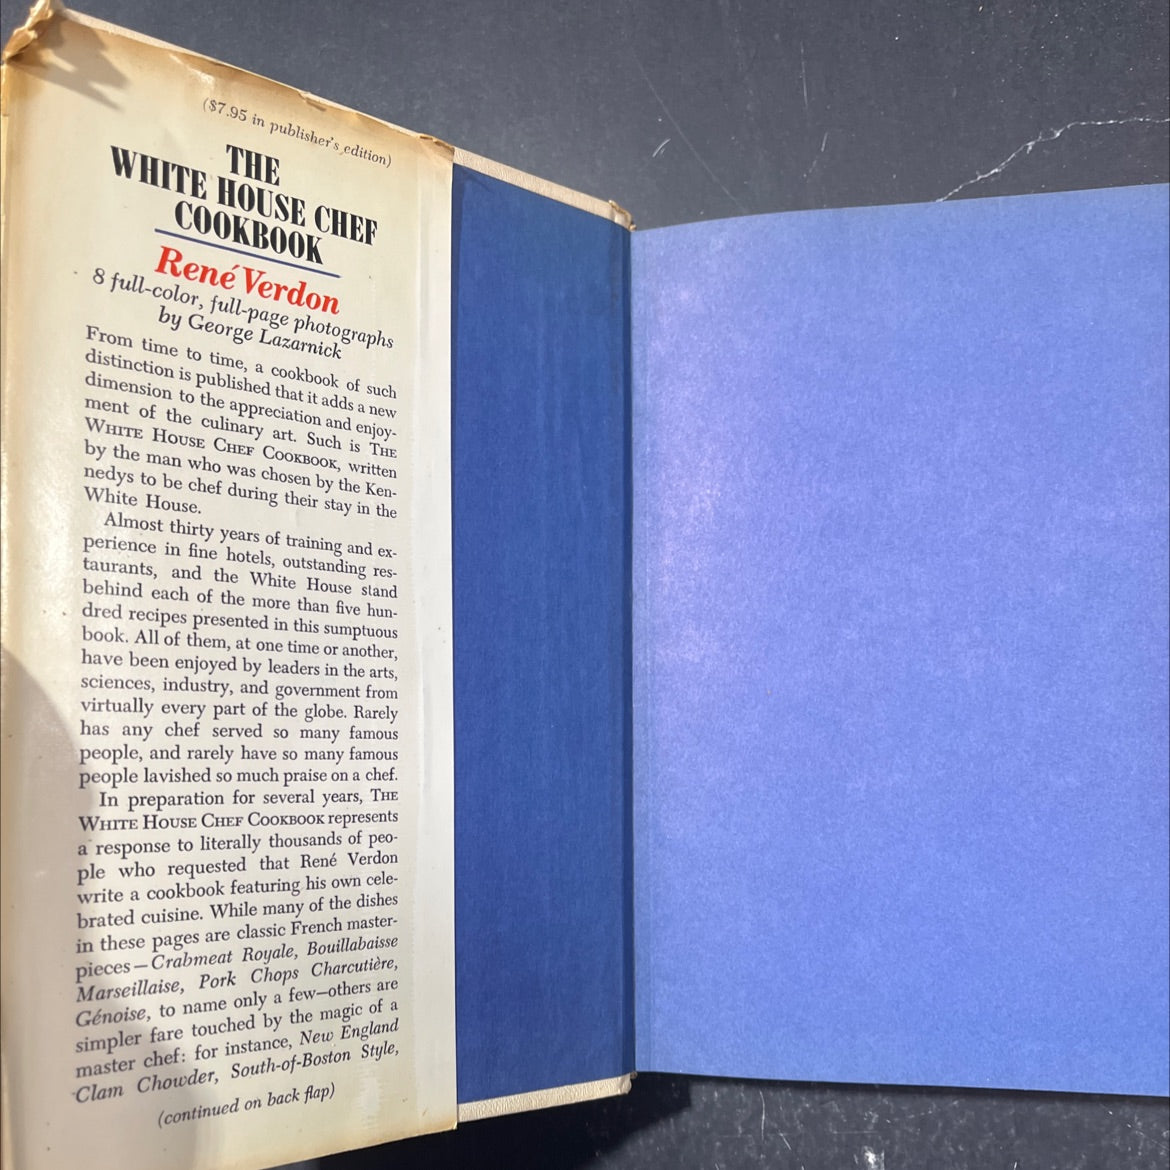 ($7.95 in publisher's edition)
THE
WHITE HOUSE CHEF
COOKBOOK
René Verdon
8 full-color, full-page photographs
by George Lazarnick
From time to time, a cookbook of such
distinction is published that it adds a new
dimension to the appreciation and enjoy-
ment of the culinary art. Such is THE
WHITE HOUSE CHEF COOKBOOK, written
by the man who was chosen by the Ken-
nedys to be chef during their stay in the
White House.
Almost thirty years of training and ex-
perience in fine hotels, outstanding res-
taurants, and the White House stand
behind each of the more than five hun-
dred recipes presented in this sumptuous
book. All of them, at one time or another,
have been enjoyed by leaders in the arts,
sciences, industry, and government from
virtually every part of the globe. Rarely
has any chef served so many famous
people, and rarely have so many famous
people lavished so much praise on a chef.
In preparation for several years, THE
WHITE HOUSE CHEF COOKBOOK represents
a response to literally thousands of peo-
ple who requested that René Verdon
write a cookbook featuring his own cele-
brated cuisine. While many of the dishes
in these pages are classic French master-
pieces—Crabmeat Royale, Bouillabaisse
Marseillaise, Pork Chops Charcutière,
Génoise, to name only a few—others are
simpler fare touched by the magic of a
master chef: for instance, New England
Clam Chowder, South-of-Boston Style,
(continued on back flap)